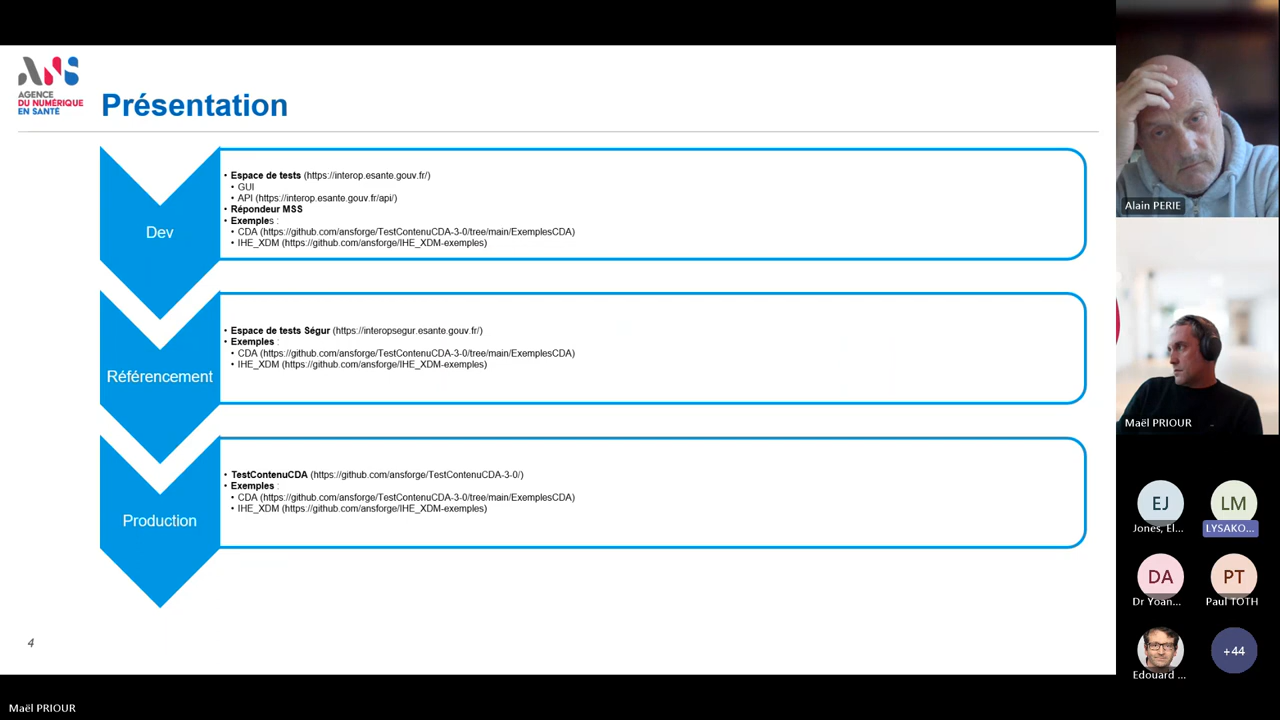 ANS
AGENCE
DU NUMÉRIQUE
EN SANTÉ
Présentation
Dev
• Espace de tests (https://interop.esante.gouv.fr/)
• GUI
• API (https://interop.esante.gouv.fr/api/)
• Répondeur MSS
• Exemples :
• CDA (https://github.com/ansforge/TestContenuCDA-3-0/tree/main/ExemplesCDA)
• IHE_XDM (https://github.com/ansforge/IHE_XDM-exemples)
Référencement
• Espace de tests Ségur (https://interopsegur.esante.gouv.fr/)
• Exemples :
• CDA (https://github.com/ansforge/TestContenuCDA-3-0/tree/main/ExemplesCDA)
• IHE_XDM (https://github.com/ansforge/IHE_XDM-exemples)
Production
• TestContenuCDA (https://github.com/ansforge/TestContenuCDA-3-0/)
• Exemples :
• CDA (https://github.com/ansforge/TestContenuCDA-3-0/tree/main/ExemplesCDA)
• IHE_XDM (https://github.com/ansforge/IHE_XDM-exemples)
4
Alain PERIE
Maël PRIOUR
EJ
Jones, El...
LM
LYSAKO...
DA
Dr Yoan...
PT
Paul TOTH
Edouard ...
+44
Maël PRIOUR